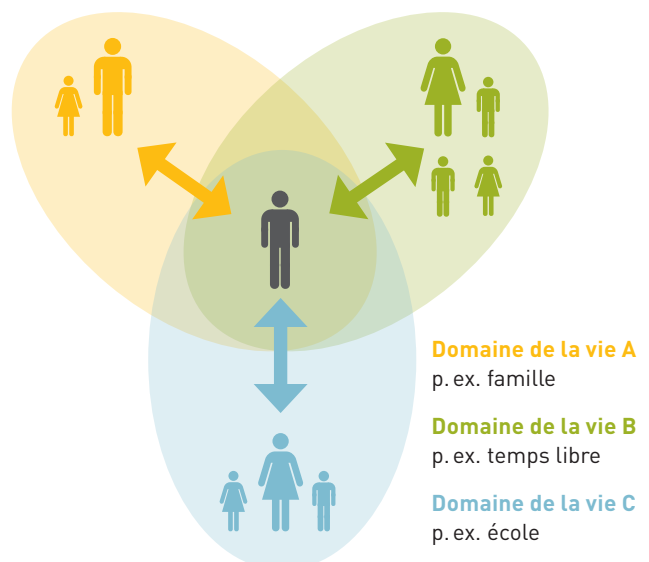 Domaine de la vie A
p. ex. famille
Domaine de la vie B
p. ex. temps libre
Domaine de la vie C
p. ex. école